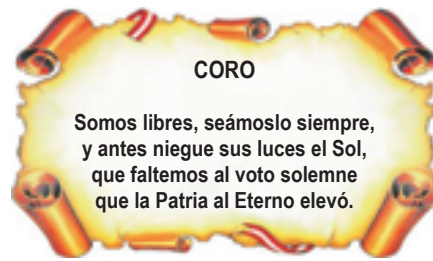 CORO
Somos libres, seámoslo siempre,
y antes niegue sus luces el Sol,
que faltemos al voto solemne
que la Patria al Eterno elevó.